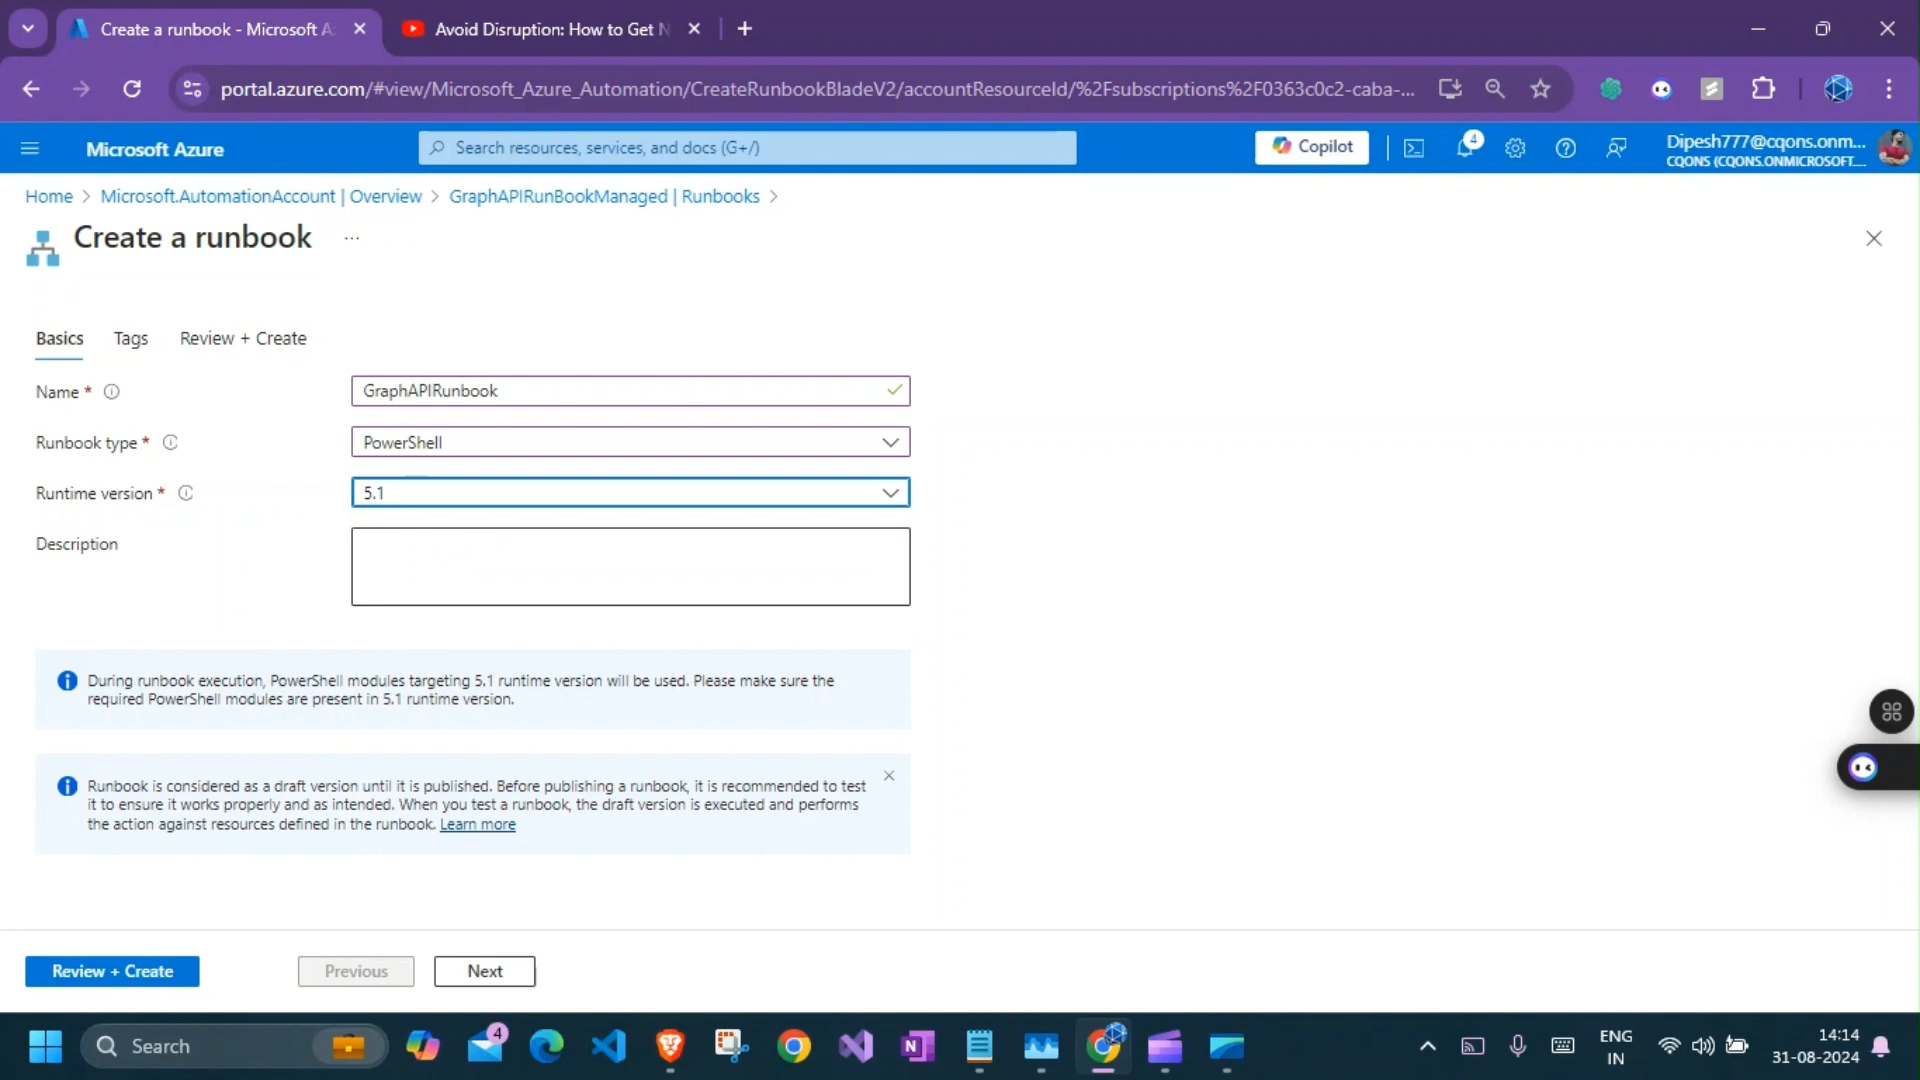 Create a runbook - Microsoft A
Avoid Disruption: How to Get N
portal.azure.com/#view/Microsoft_Azure_Automation/CreateRunbookBladeV2/accountResourceId/%2Fsubscriptions%2F0363c0c2-caba-...
Microsoft Azure
Search resources, services, and docs (G+/)
Copilot
4
Dipesh777@cqons.onm...
CQONS (CQONS.ONMICROSOFT....
Home > Microsoft.AutomationAccount | Overview > GraphAPIRunBookManaged | Runbooks >
Create a runbook ...
Basics Tags Review + Create
Name *
GraphAPIRunbook
Runbook type *
PowerShell
Runtime version *
5.1
Description
During runbook execution, PowerShell modules targeting 5.1 runtime version will be used. Please make sure the
required PowerShell modules are present in 5.1 runtime version.
Runbook is considered as a draft version until it is published. Before publishing a runbook, it is recommended to test
it to ensure it works properly and as intended. When you test a runbook, the draft version is executed and performs
the action against resources defined in the runbook. Learn more
Review + Create
Previous
Next
Search
4
ENG
IN
14:14
31-08-2024